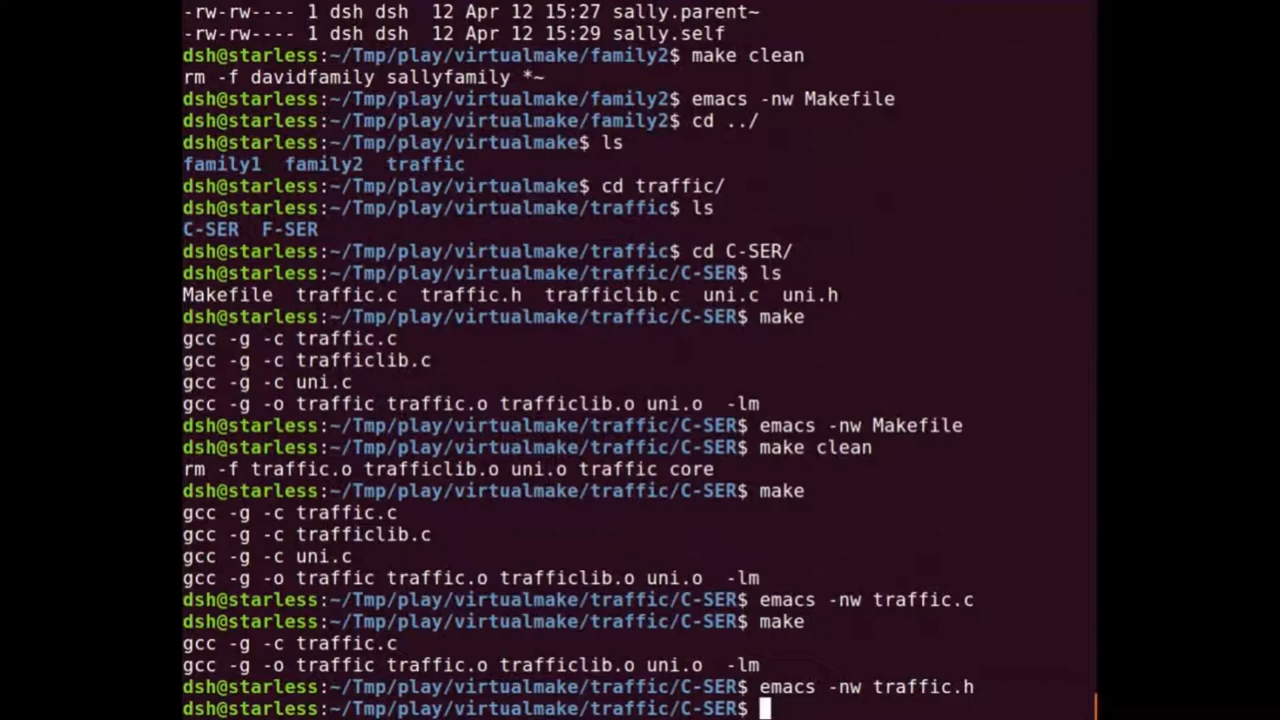 -rw-rw---- 1 dsh dsh  12 Apr 12 15:27 sally.parent~
-rw-rw---- 1 dsh dsh  12 Apr 12 15:29 sally.self
dsh@starless:~/Tmp/play/virtualmake/family2$ make clean
rm -f davidfamily sallyfamily *~
dsh@starless:~/Tmp/play/virtualmake/family2$ emacs -nw Makefile
dsh@starless:~/Tmp/play/virtualmake/family2$ cd ../
dsh@starless:~/Tmp/play/virtualmake$ ls
family1  family2  traffic
dsh@starless:~/Tmp/play/virtualmake$ cd traffic/
dsh@starless:~/Tmp/play/virtualmake/traffic$ ls
C-SER  F-SER
dsh@starless:~/Tmp/play/virtualmake/traffic$ cd C-SER/
dsh@starless:~/Tmp/play/virtualmake/traffic/C-SER$ ls
Makefile  traffic.c  traffic.h  trafficlib.c  uni.c  uni.h
dsh@starless:~/Tmp/play/virtualmake/traffic/C-SER$ make
gcc -g -c traffic.c
gcc -g -c trafficlib.c
gcc -g -c uni.c
gcc -g -o traffic traffic.o trafficlib.o uni.o  -lm
dsh@starless:~/Tmp/play/virtualmake/traffic/C-SER$ emacs -nw Makefile
dsh@starless:~/Tmp/play/virtualmake/traffic/C-SER$ make clean
rm -f traffic.o trafficlib.o uni.o traffic core
dsh@starless:~/Tmp/play/virtualmake/traffic/C-SER$ make
gcc -g -c traffic.c
gcc -g -c trafficlib.c
gcc -g -c uni.c
gcc -g -o traffic traffic.o trafficlib.o uni.o  -lm
dsh@starless:~/Tmp/play/virtualmake/traffic/C-SER$ emacs -nw traffic.c
dsh@starless:~/Tmp/play/virtualmake/traffic/C-SER$ make
gcc -g -c traffic.c
gcc -g -o traffic traffic.o trafficlib.o uni.o  -lm
dsh@starless:~/Tmp/play/virtualmake/traffic/C-SER$ emacs -nw traffic.h
dsh@starless:~/Tmp/play/virtualmake/traffic/C-SER$